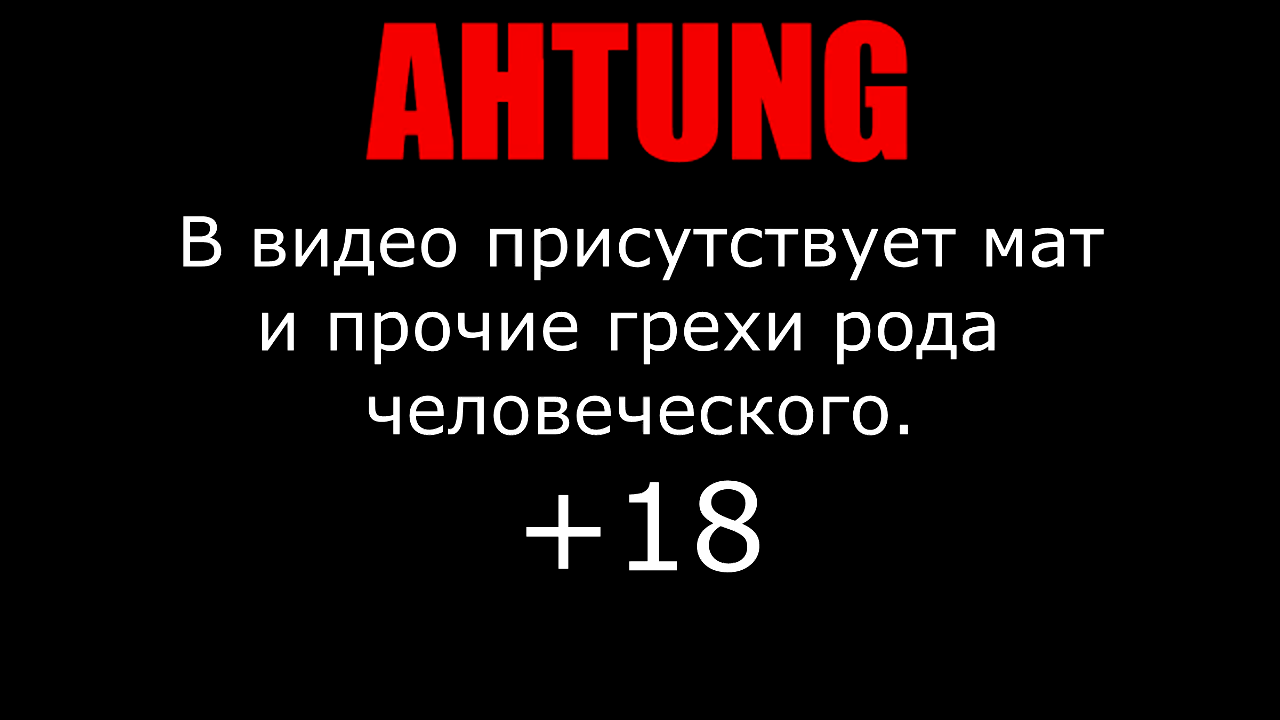 AHTUNG
В видео присутствует мат
и прочие грехи рода
человеческого.
+18